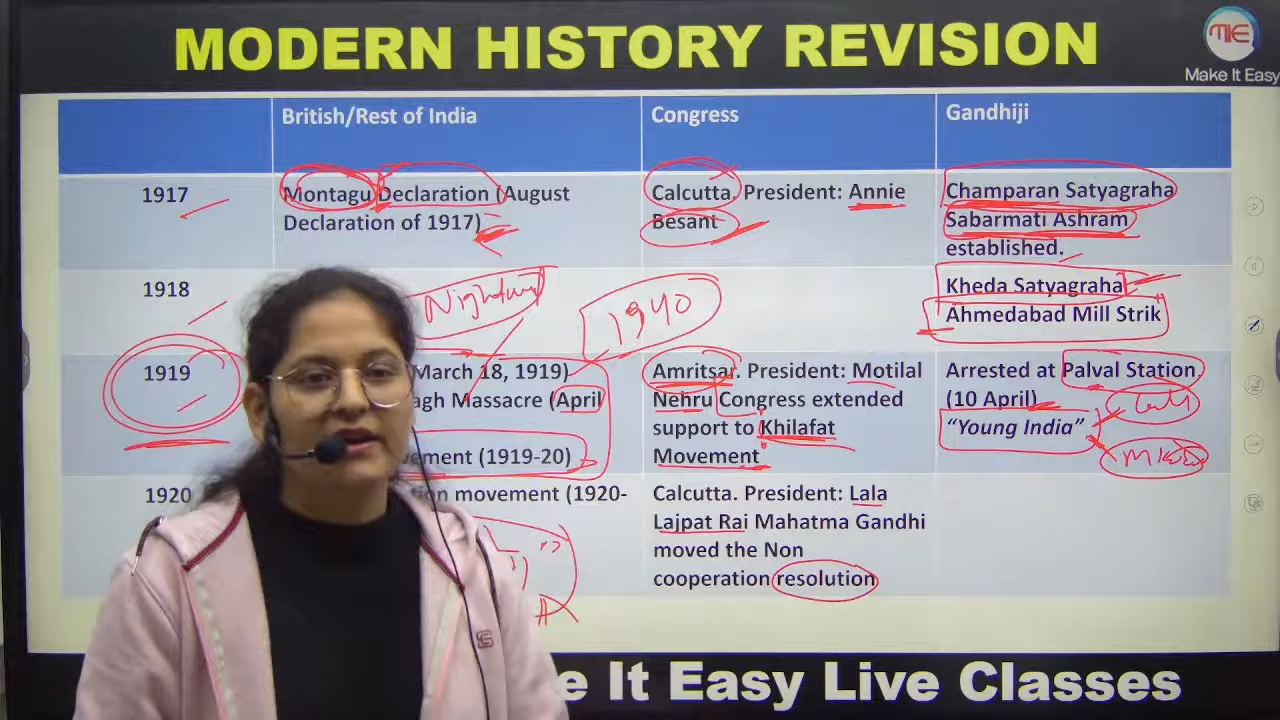 MODERN HISTORY REVISION
MIE
Make It Easy
British/Rest of India
Congress
Gandhiji
1917
Montagu Declaration (August
Declaration of 1917)
Calcutta. President: Annie
Besant
Champaran Satyagraha
Sabarmati Ashram
established.
1918
1940
Kheda Satyagraha
Ahmedabad Mill Strik
1919
March 18, 1919)
agh Massacre (April
vement (1919-20)
Amritsar. President: Motilal
Nehru Congress extended
support to Khilafat
Movement
Arrested at Palval Station
(10 April)
"Young India"
1920
tion movement (1920-
Calcutta. President: Lala
Lajpat Rai Mahatma Gandhi
moved the Non
cooperation resolution
e It Easy Live Classes